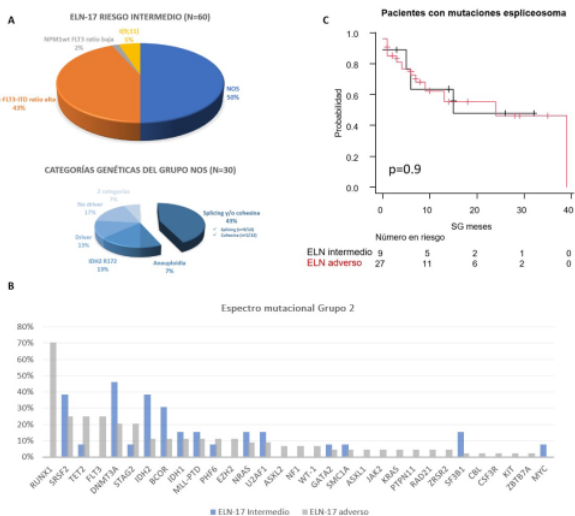 A
ELN-17 RIESGO INTERMEDIO (N=60)
t(9;11)
5%
NPM1wt FLT3 ratio baja
2%
FLT3-ITD ratio alta
43%
NOS
50%
CATEGORÍAS GENÉTICAS DEL GRUPO NOS (N=30)
2 categorías
7%
No driver
17%
Driver
13%
IDH2 R172
13%
Aneuploidia
7%
Splicing y/o cohesina
43%
C
Pacientes con mutaciones espliceosoma
Probabilidad
1.0
0.8
0.6
0.4
0.2
0.0
p=0.9
0 10 20 30 40
SG meses
Número en riesgo
ELN intermedio 9 5 2 1 0
ELN adverso 27 11 6 2 0
B
Espectro mutacional Grupo 2
80%
70%
60%
50%
40%
30%
20%
10%
0%
RUNX1 SRSF2 TET2 FLT3 DNMT3A STAG2 IDH2 BCOR IDH1 MLL-PTD PHF6 EZH2 NRAS U2AF1 ASXL2 NF1 WT-1 GATA2 SMC1A ASXL1 JAK2 KRAS PTPN11 RAD21 ZRSR2 SF3B1 CBL CSF3R KIT ZBTB7A MYC
ELN-17 Intermedio ELN-17 adverso